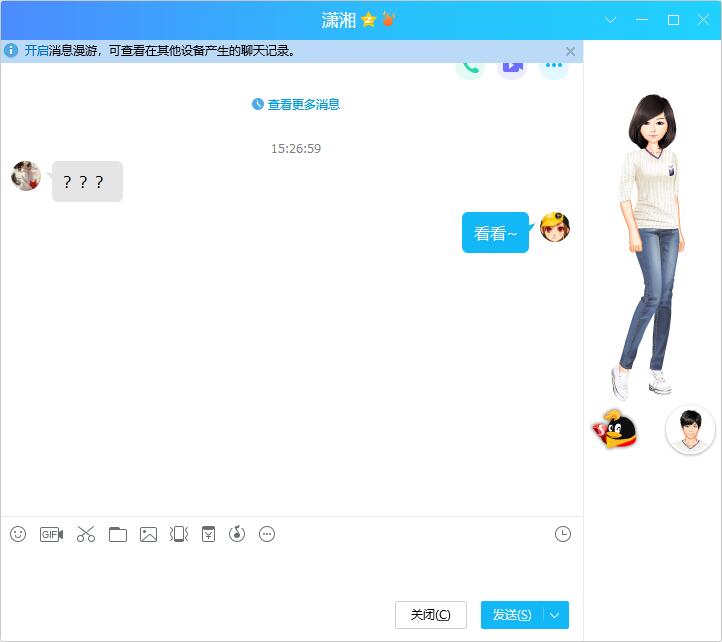 潇湘
开启消息漫游，可查看在其他设备产生的聊天记录。
查看更多消息
15:26:59
？？？
看看~
GIF
关闭(C)
发送(S)